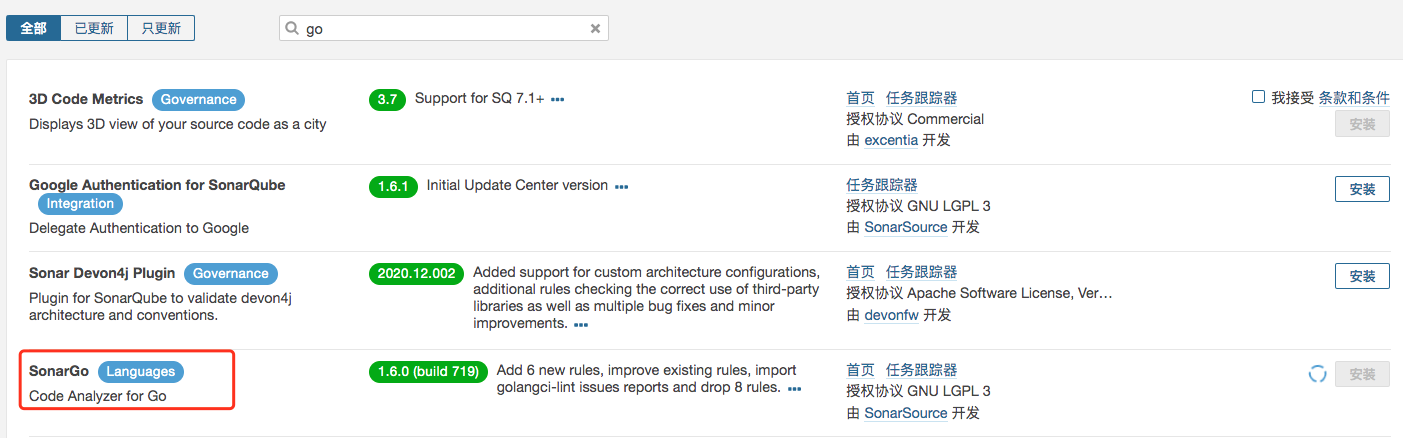 全部 已更新 只更新 go
3D Code Metrics Governance 3.7 Support for SQ 7.1+ 首页 任务跟踪器 我接受 条款和条件
Displays 3D view of your source code as a city 授权协议 Commercial 安装
由 excentia 开发
Google Authentication for SonarQube 1.6.1 Initial Update Center version 任务跟踪器 安装
Integration 授权协议 GNU LGPL 3
Delegate Authentication to Google 由 SonarSource 开发
Sonar Devon4j Plugin Governance 2020.12.002 Added support for custom architecture configurations, 首页 任务跟踪器 安装
Plugin for SonarQube to validate devon4j additional rules checking the correct use of third-party 授权协议 Apache Software License, Ver…
architecture and conventions. libraries as well as multiple bug fixes and minor 由 devonfw 开发
improvements.
SonarGo Languages 1.6.0 (build 719) Add 6 new rules, improve existing rules, import 首页 任务跟踪器 安装
Code Analyzer for Go golangci-lint issues reports and drop 8 rules. 授权协议 GNU LGPL 3
由 SonarSource 开发